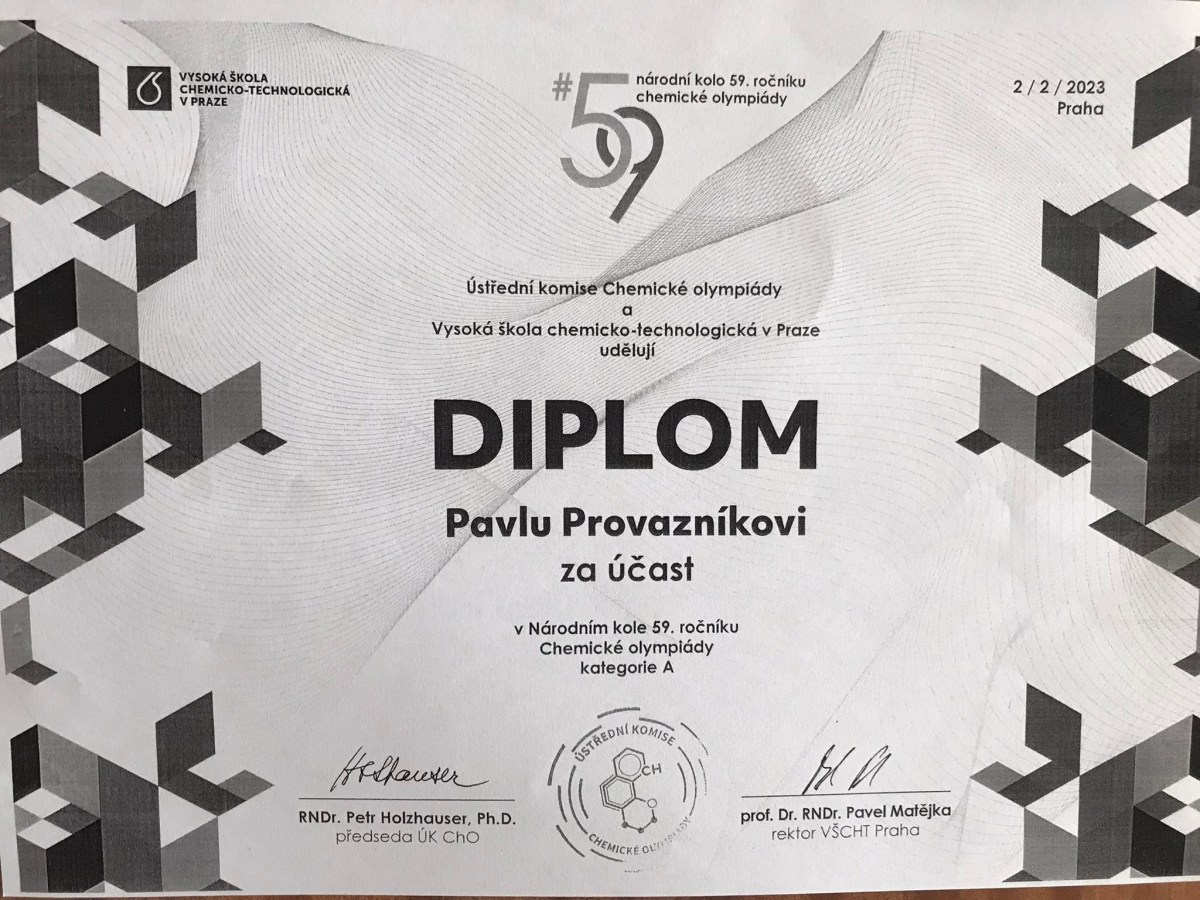 VYSOKÁ ŠKOLA
CHEMICKO-TECHNOLOGICKÁ
V PRAZE
#59
národní kolo 59. ročníku
chemické olympiády
2 / 2 / 2023
Praha
Ústřední komise Chemické olympiády
a
Vysoká škola chemicko-technologická v Praze
udělují
DIPLOM
Pavlu Provazníkovi
za účast
v Národním kole 59. ročníku
Chemické olympiády
kategorie A
Holzhauser
RNDr. Petr Holzhauser, Ph.D.
předseda ÚK ChO
ÚSTŘEDNÍ KOMISE
CH
CHEMICKÉ OLYMPIÁDY
prof. Dr. RNDr. Pavel Matějka
rektor VŠCHT Praha